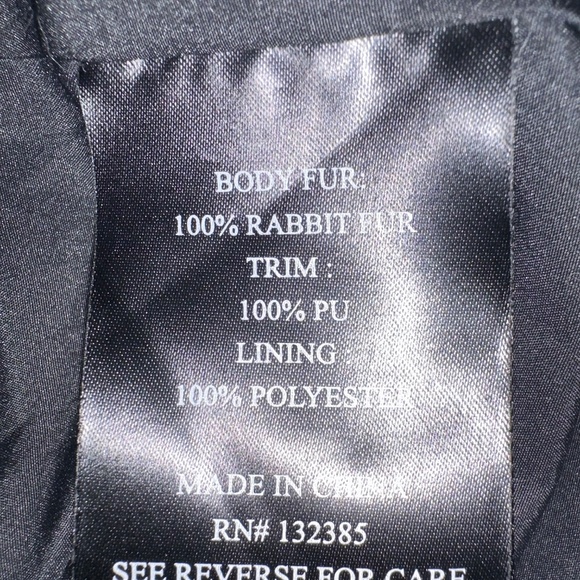 BODY FUR:
100% RABBIT FUR
TRIM :
100% PU
LINING
100% POLYESTER
MADE IN CHINA
RN# 132385
SEE REVERSE FOR CARE